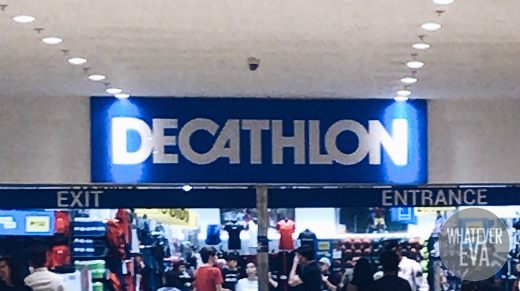 DECATHLON
EXIT
ENTRANCE
WHATEVER
EVA